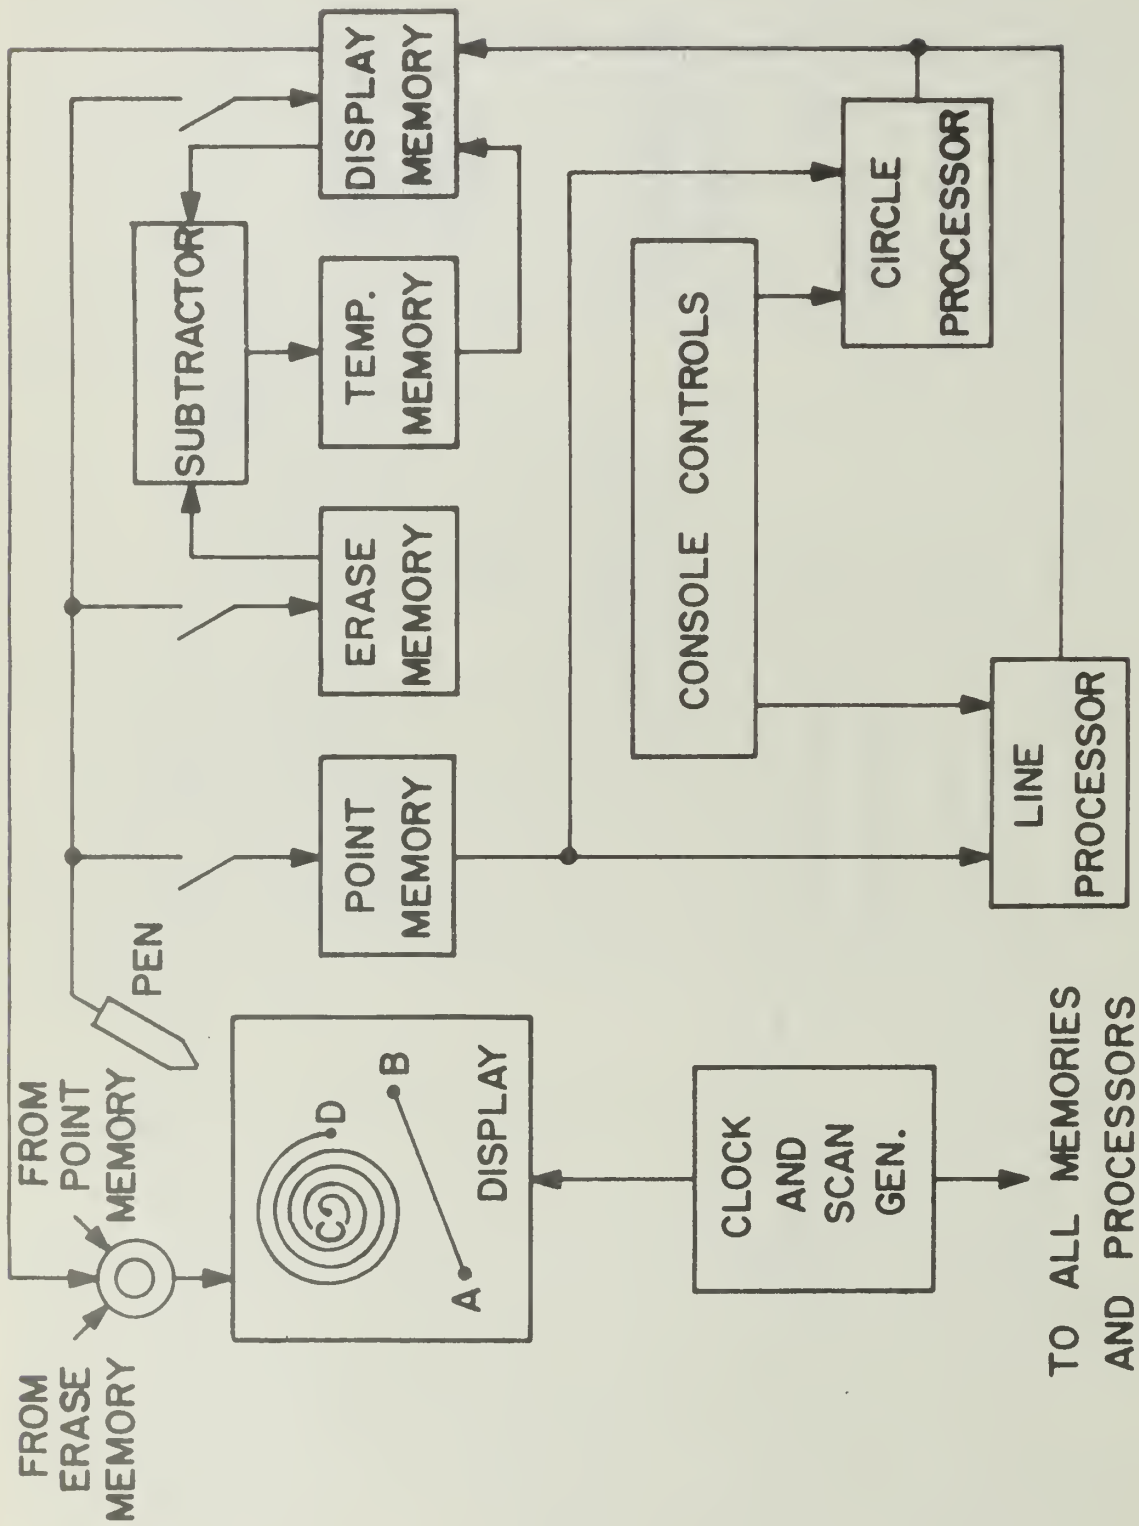 FROM
ERASE
MEMORY
FROM
POINT
MEMORY
PEN
C
D
A
B
DISPLAY
CLOCK
AND
SCAN
GEN.
TO ALL MEMORIES
AND PROCESSORS
POINT
MEMORY
ERASE
MEMORY
SUBTRACTOR
TEMP.
MEMORY
DISPLAY
MEMORY
CONSOLE CONTROLS
LINE
PROCESSOR
CIRCLE
PROCESSOR